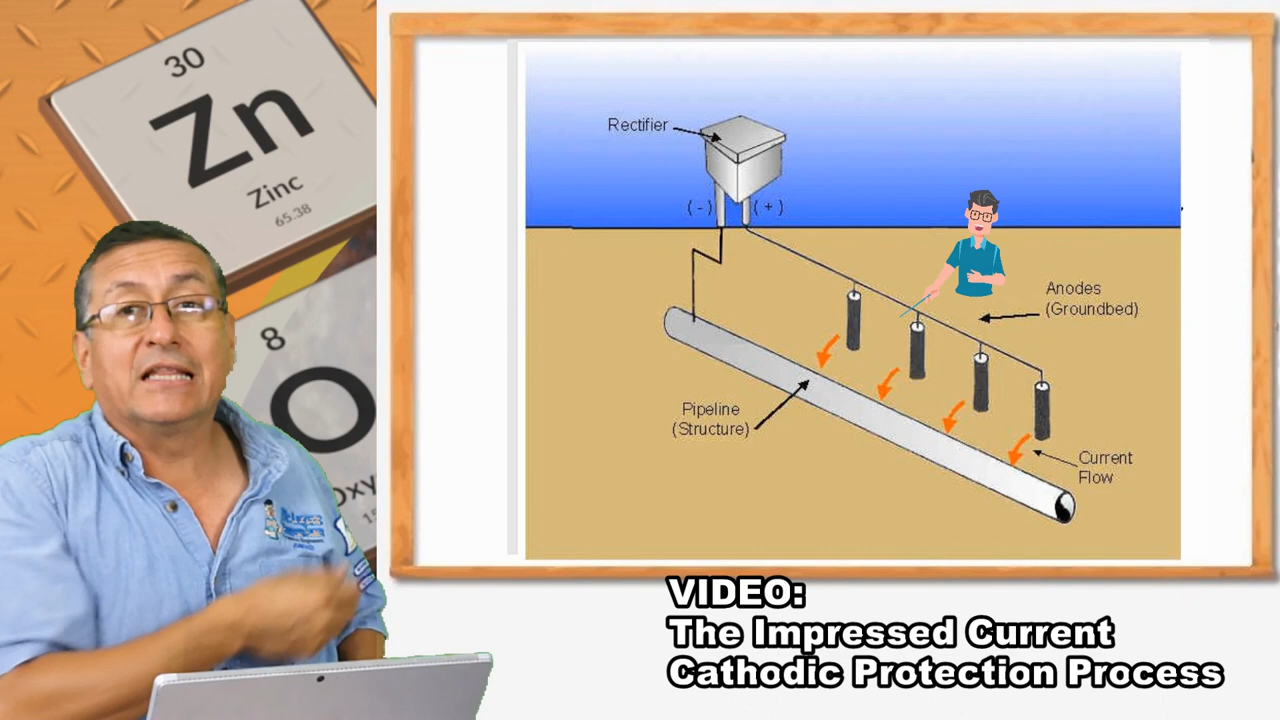 30
Zn
Zinc
65.38
8
O
Rectifier
( - )
( + )
Anodes
(Groundbed)
Pipeline
(Structure)
Current
Flow
VIDEO:
The Impressed Current
Cathodic Protection Process